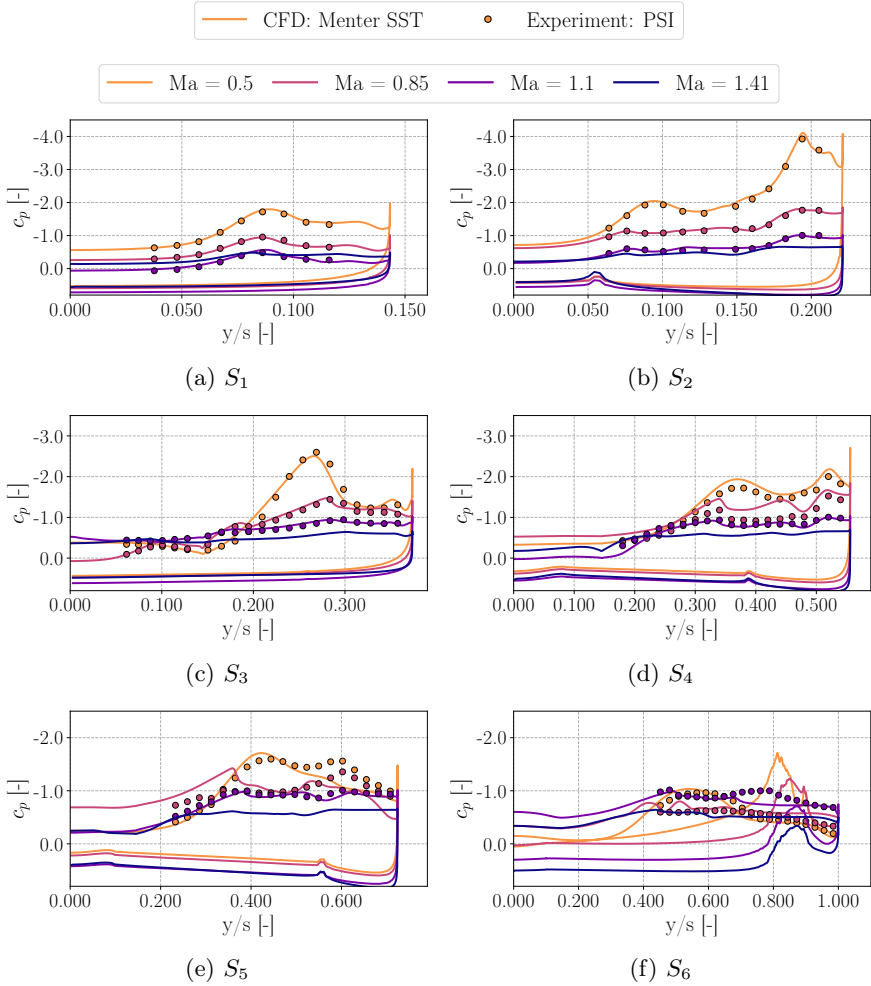 CFD: Menter SST Experiment: PSI
Ma = 0.5 Ma = 0.85 Ma = 1.1 Ma = 1.41
-4.0
-3.0
-2.0
-1.0
0.0
c_p [-]
0.000 0.050 0.100 0.150
y/s [-]
(a) S_1
-4.0
-3.0
-2.0
-1.0
0.0
c_p [-]
0.000 0.050 0.100 0.150 0.200
y/s [-]
(b) S_2
-3.0
-2.0
-1.0
0.0
c_p [-]
0.000 0.100 0.200 0.300
y/s [-]
(c) S_3
-3.0
-2.0
-1.0
0.0
c_p [-]
0.000 0.100 0.200 0.300 0.400 0.500
y/s [-]
(d) S_4
-2.0
-1.0
0.0
c_p [-]
0.000 0.200 0.400 0.600
y/s [-]
(e) S_5
-2.0
-1.0
0.0
c_p [-]
0.000 0.200 0.400 0.600 0.800 1.000
y/s [-]
(f) S_6